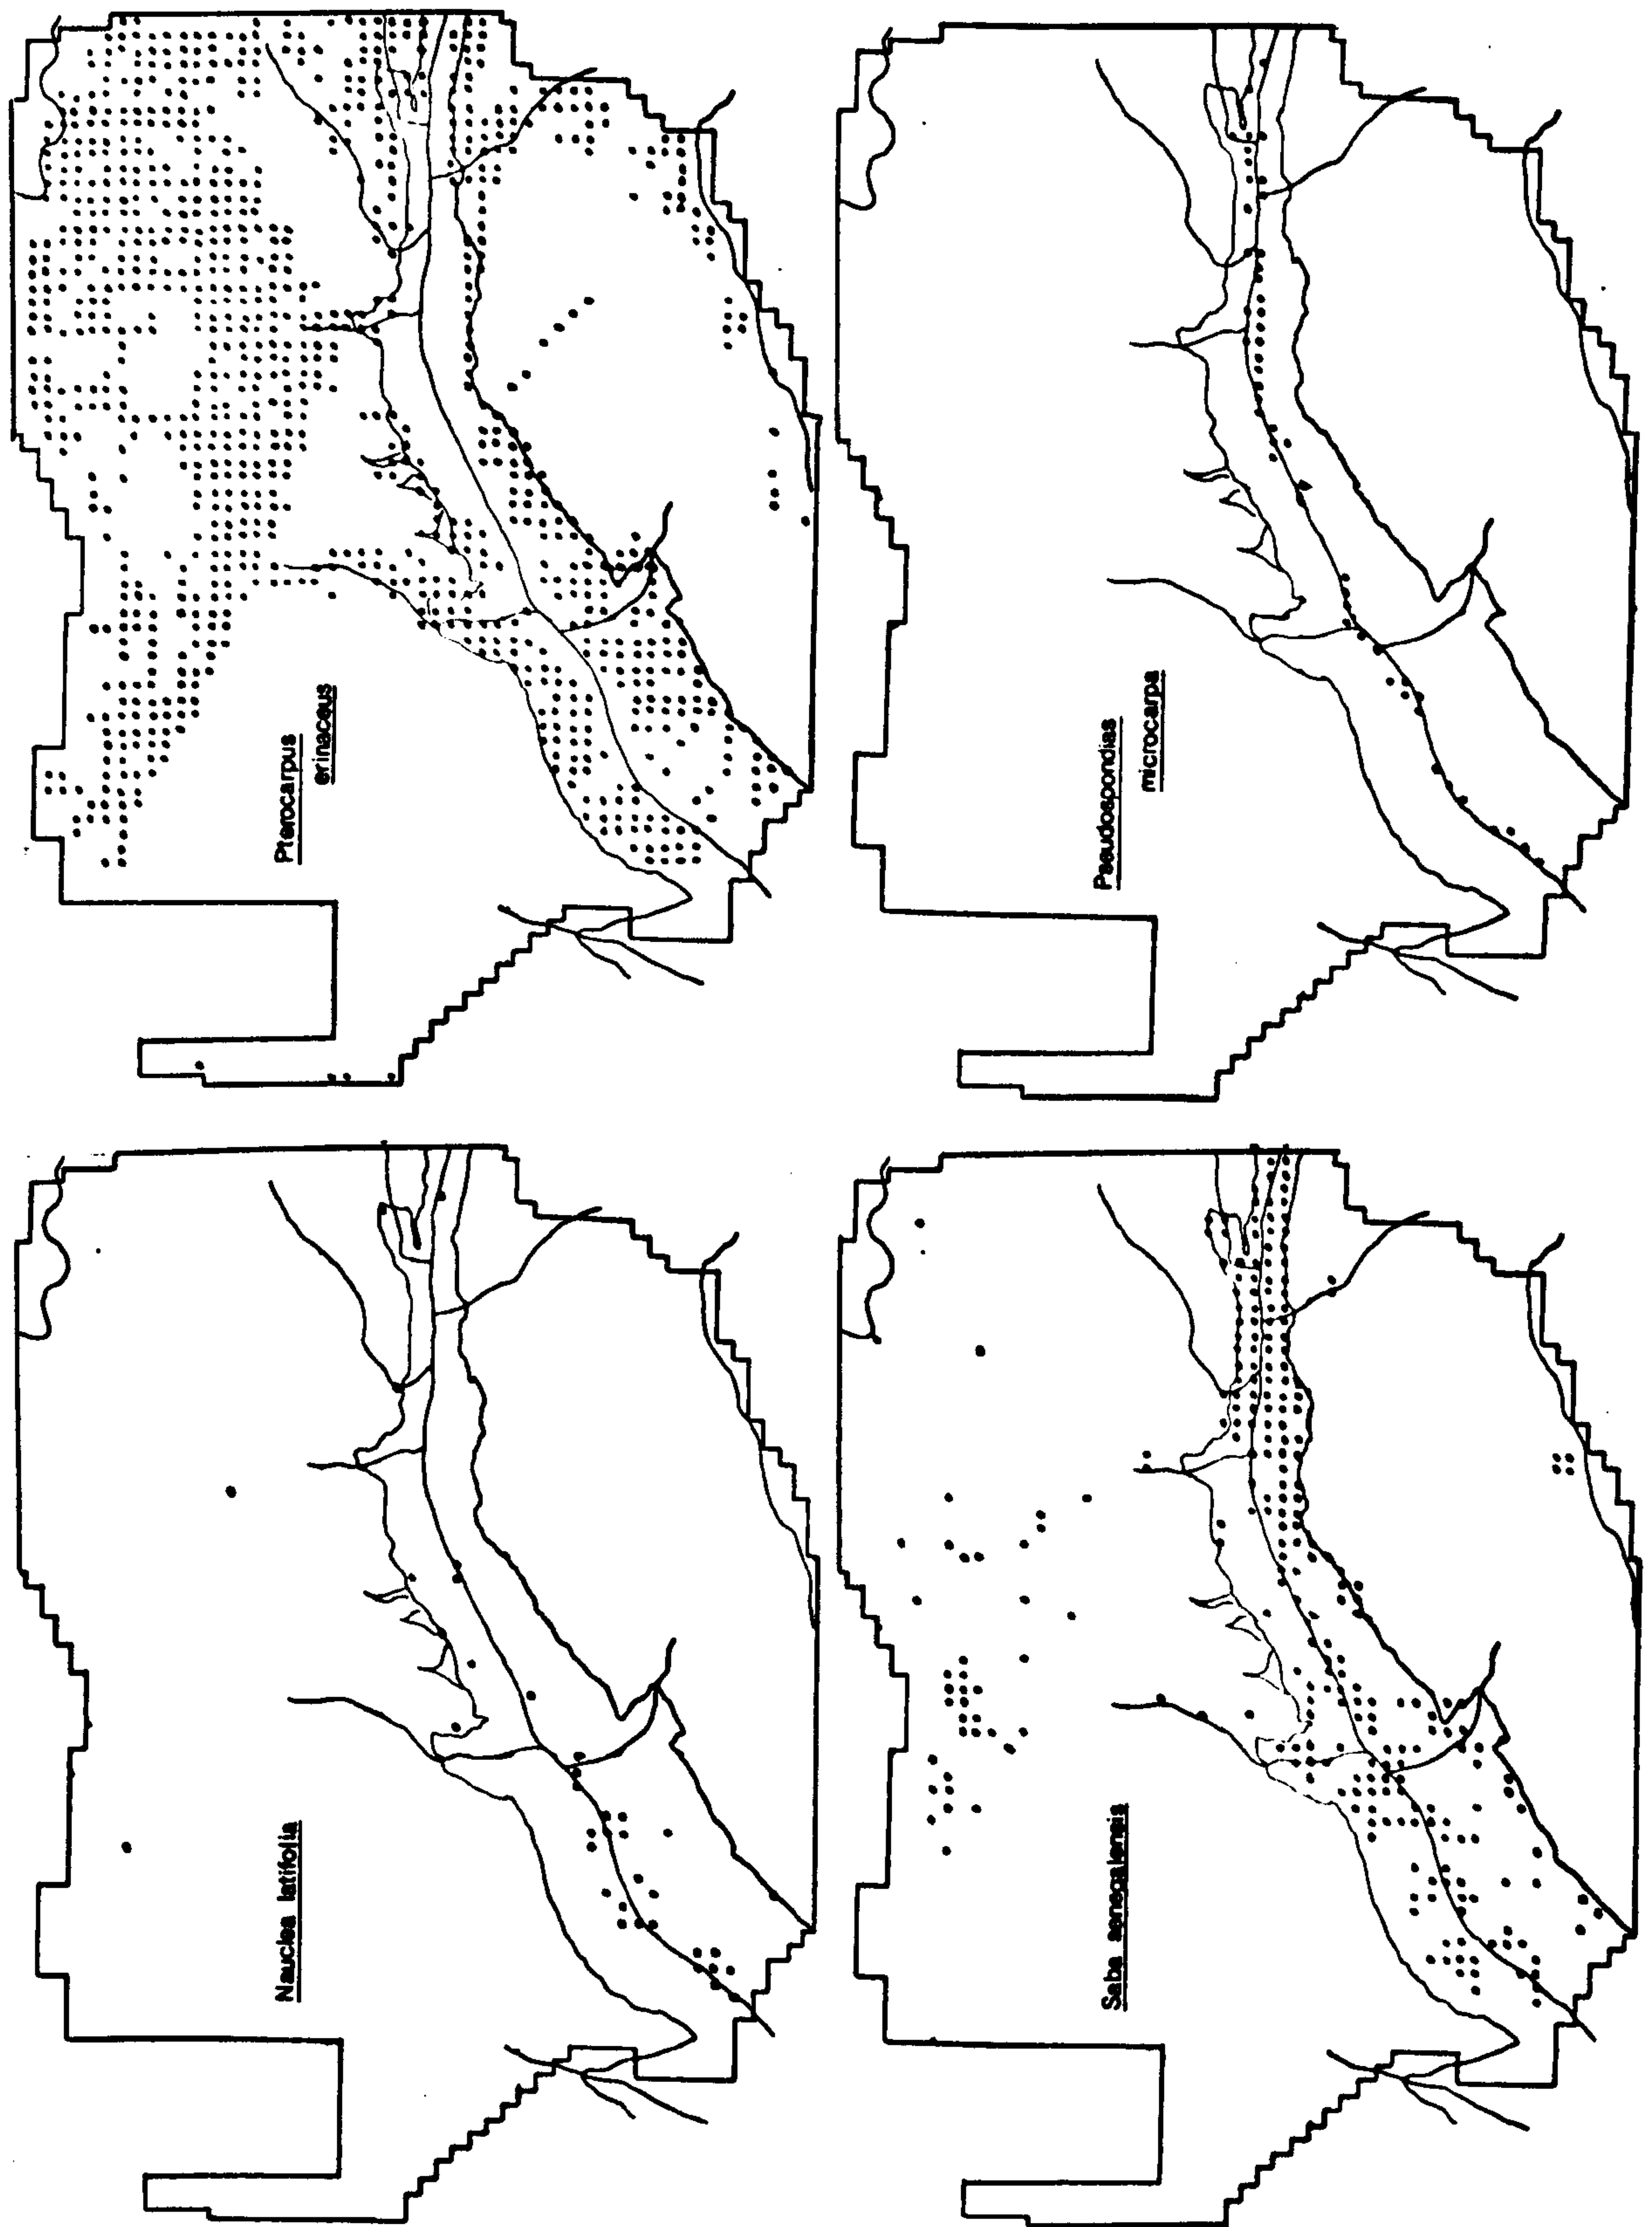 Pterocarpus
erinaceus
Pseudospondias
microcarpa
Nauclea latifolia
Saba senegalensis